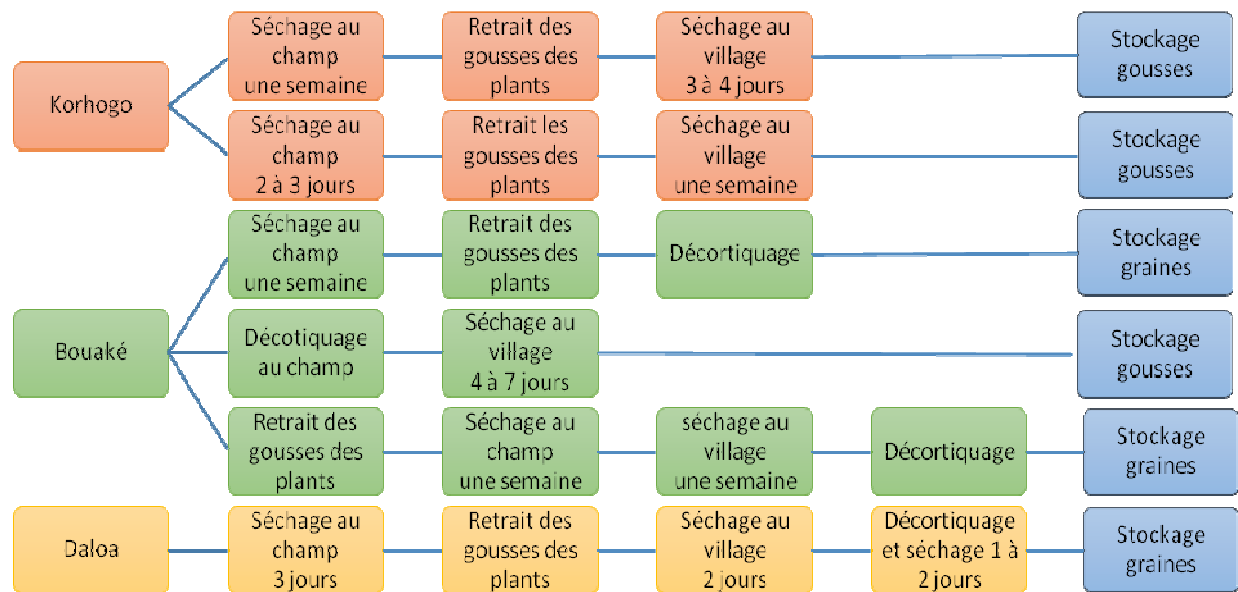 Korhogo
Séchage au
champ
une semaine
Retrait des
gousses des
plants
Séchage au
village
3 à 4 jours
Stockage
gousses
Séchage au
champ
2 à 3 jours
Retrait les
gousses des
plants
Séchage au
village
une semaine
Stockage
gousses
Bouaké
Séchage au
champ
une semaine
Retrait des
gousses des
plants
Décortiquage
Stockage
graines
Décotiquage
au champ
Séchage au
village
4 à 7 jours
Stockage
gousses
Retrait des
gousses des
plants
Séchage au
champ
une semaine
séchage au
village
une semaine
Décortiquage
Stockage
graines
Daloa
Séchage au
champ
3 jours
Retrait des
gousses des
plants
Séchage au
village
2 jours
Décortiquage
et séchage 1 à
2 jours
Stockage
graines